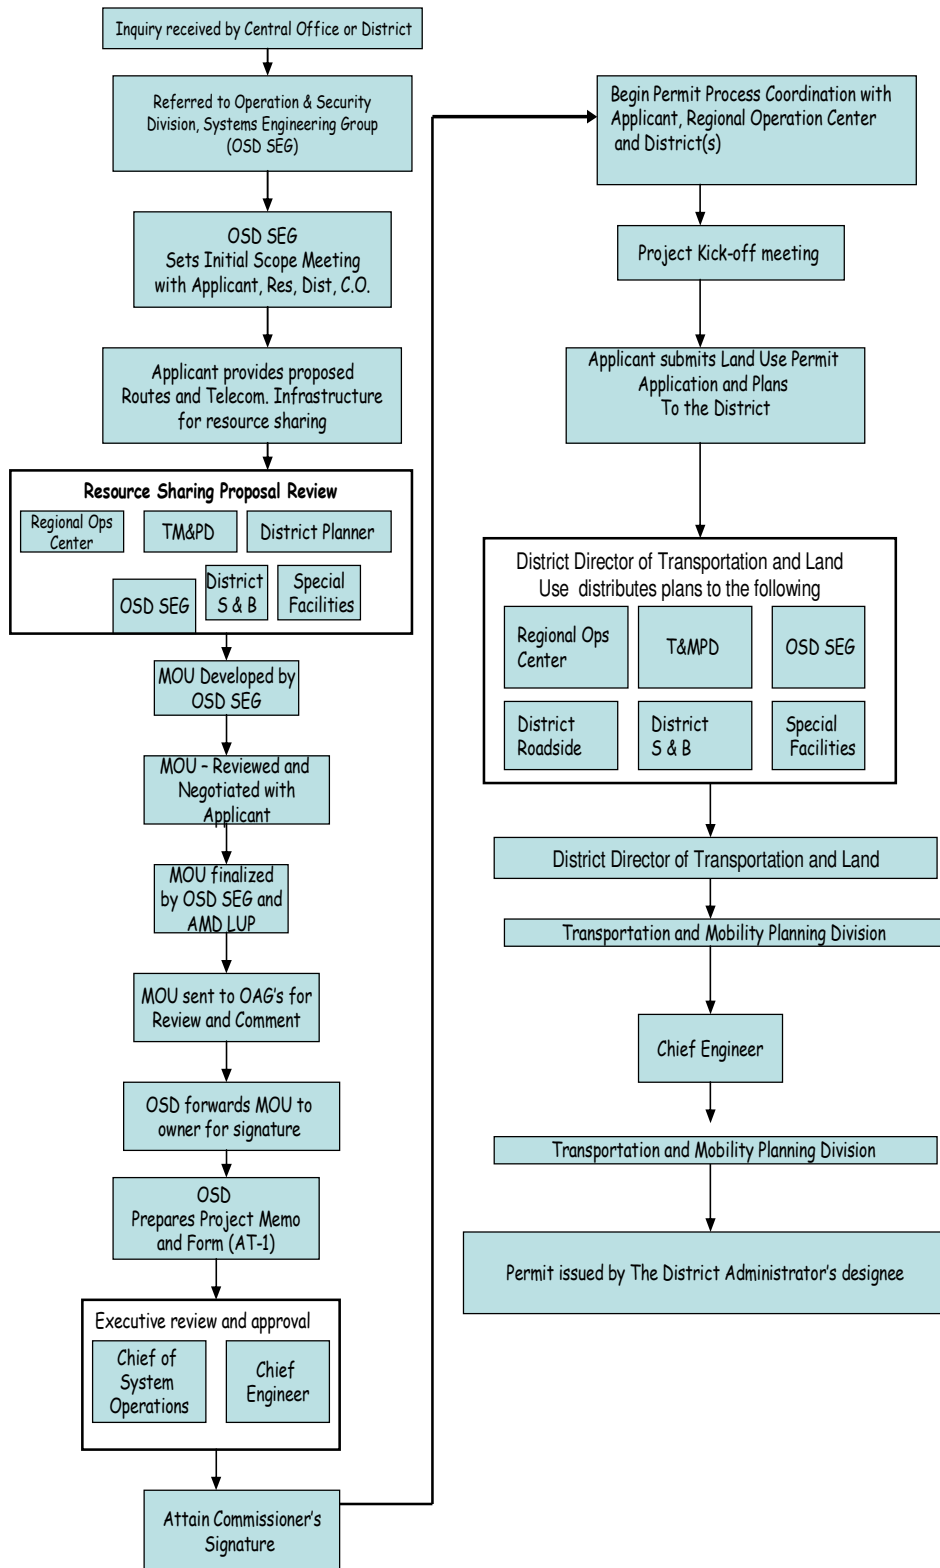 Inquiry received by Central Office or District
Referred to Operation & Security
Division, Systems Engineering Group
(OSD SEG)
OSD SEG
Sets Initial Scope Meeting
with Applicant, Res, Dist, C.O.
Applicant provides proposed
Routes and Telecom. Infrastructure
for resource sharing
Resource Sharing Proposal Review
Regional Ops
Center
TM&PD
District Planner
OSD SEG
District
S & B
Special
Facilities
MOU Developed by
OSD SEG
MOU – Reviewed and
Negotiated with
Applicant
MOU finalized
by OSD SEG and
AMD LUP
MOU sent to OAG's for
Review and Comment
OSD forwards MOU to
owner for signature
OSD
Prepares Project Memo
and Form (AT-1)
Executive review and approval
Chief of
System
Operations
Chief
Engineer
Attain Commissioner's
Signature
Begin Permit Process Coordination with
Applicant, Regional Operation Center
and District(s)
Project Kick-off meeting
Applicant submits Land Use Permit
Application and Plans
To the District
District Director of Transportation and Land
Use distributes plans to the following
Regional Ops
Center
T&MPD
OSD SEG
District
Roadside
District
S & B
Special
Facilities
District Director of Transportation and Land
Transportation and Mobility Planning Division
Chief Engineer
Transportation and Mobility Planning Division
Permit issued by The District Administrator's designee